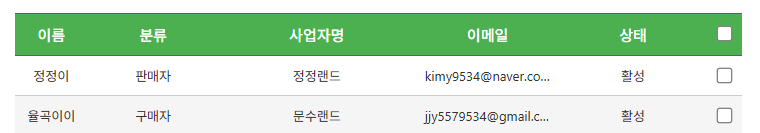 이름 분류 사업자명 이메일 상태
정정이 판매자 정정랜드 kimy9534@naver.co... 활성
율곡이이 구매자 문수랜드 jjy5579534@gmail.c... 활성